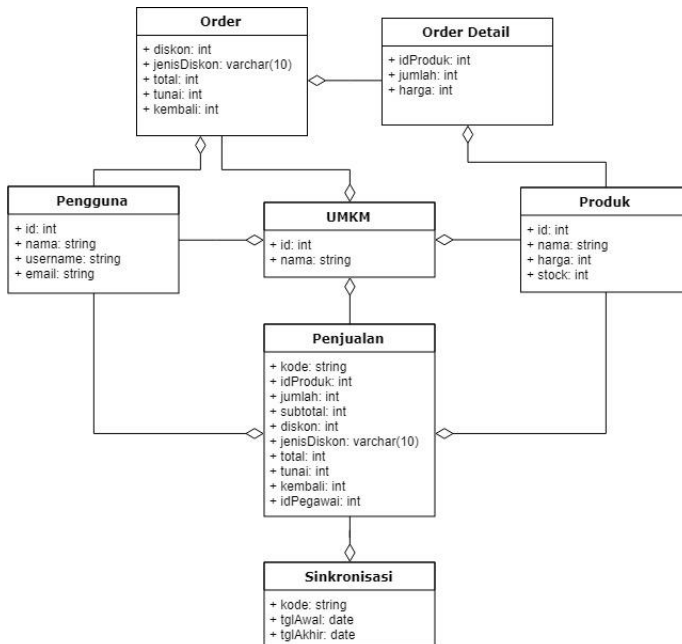 Order
+ diskon: int
+ jenisDiskon: varchar(10)
+ total: int
+ tunai: int
+ kembali: int
Order Detail
+ idProduk: int
+ jumlah: int
+ harga: int
Pengguna
+ id: int
+ nama: string
+ username: string
+ email: string
UMKM
+ id: int
+ nama: string
Produk
+ id: int
+ nama: string
+ harga: int
+ stock: int
Penjualan
+ kode: string
+ idProduk: int
+ jumlah: int
+ subtotal: int
+ diskon: int
+ jenisDiskon: varchar(10)
+ total: int
+ tunai: int
+ kembali: int
+ idPegawai: int
Sinkronisasi
+ kode: string
+ tglAwal: date
+ tglAkhir: date